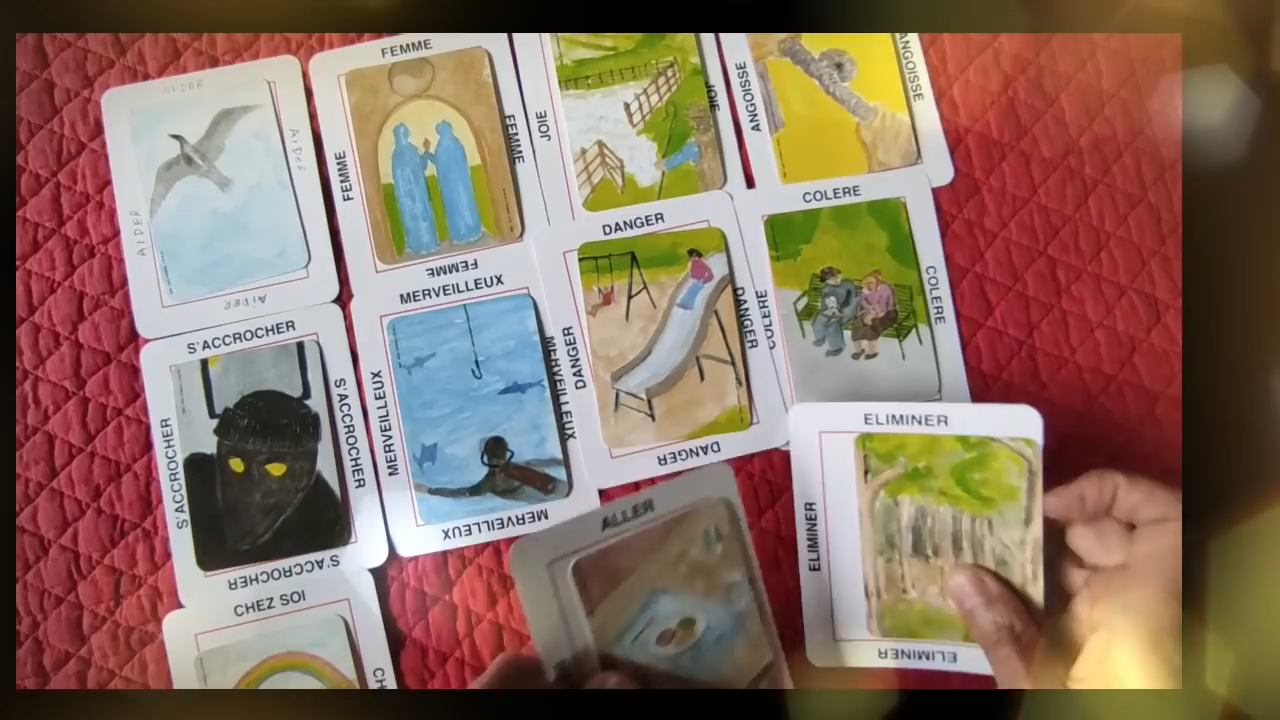 AIDER
AIDER
AIDER
AIDER
FEMME
FEMME
FEMME
FEMME
JOIE
JOIE
ANGOISSE
ANGOISSE
S'ACCROCHER
S'ACCROCHER
S'ACCROCHER
S'ACCROCHER
MERVEILLEUX
MERVEILLEUX
MERVEILLEUX
MERVEILLEUX
DANGER
DANGER
DANGER
DANGER
COLERE
COLERE
COLERE
CHEZ SOI
CH
ALLER
ELIMINER
ELIMINER
ELIMINER